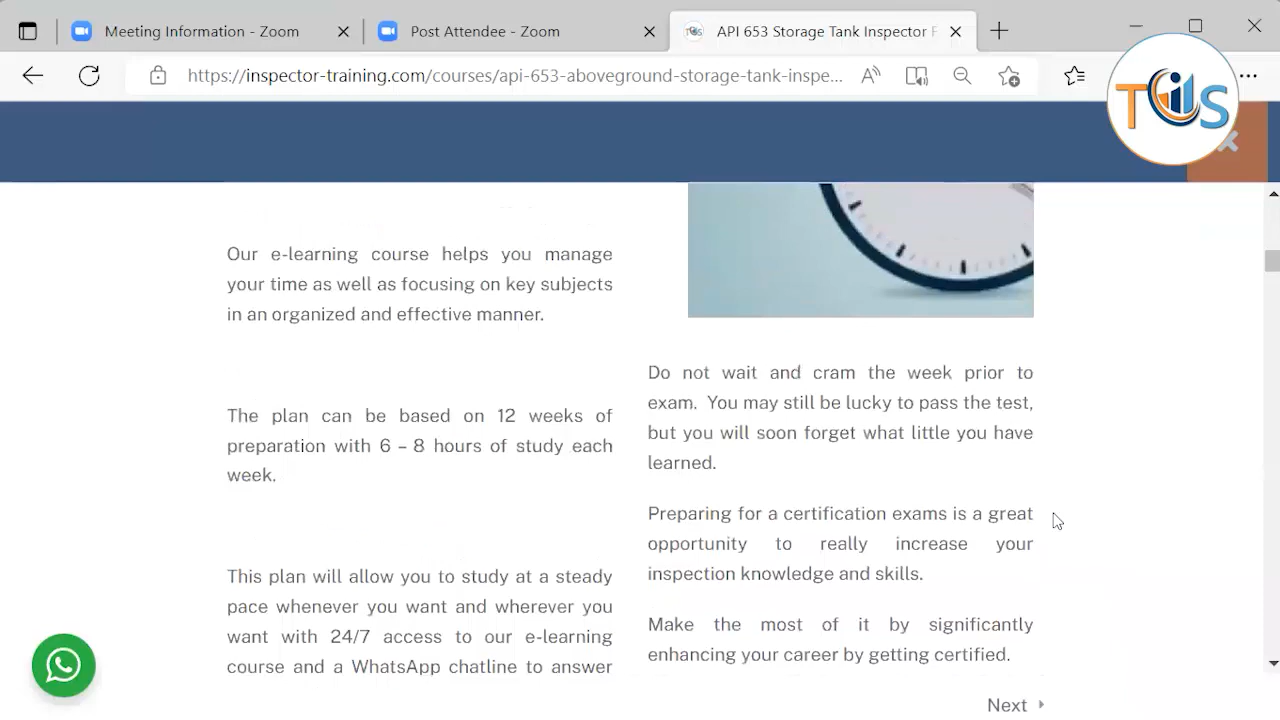 Meeting Information - Zoom
Post Attendee - Zoom
API 653 Storage Tank Inspector F
https://inspector-training.com/courses/api-653-aboveground-storage-tank-inspe...
TIS
Our e-learning course helps you manage
your time as well as focusing on key subjects
in an organized and effective manner.
The plan can be based on 12 weeks of
preparation with 6 – 8 hours of study each
week.
This plan will allow you to study at a steady
pace whenever you want and wherever you
want with 24/7 access to our e-learning
course and a WhatsApp chatline to answer
Do not wait and cram the week prior to
exam. You may still be lucky to pass the test,
but you will soon forget what little you have
learned.
Preparing for a certification exams is a great
opportunity to really increase your
inspection knowledge and skills.
Make the most of it by significantly
enhancing your career by getting certified.
Next